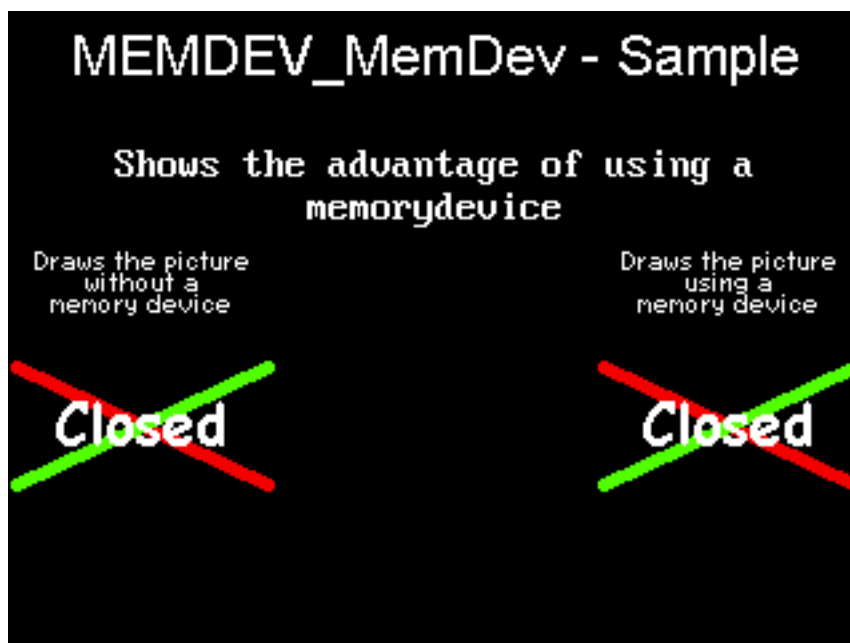 MEMDEV_MemDev - Sample
Shows the advantage of using a
memorydevice
Draws the picture
without a
memory device
Draws the picture
using a
memory device
Closed
Closed